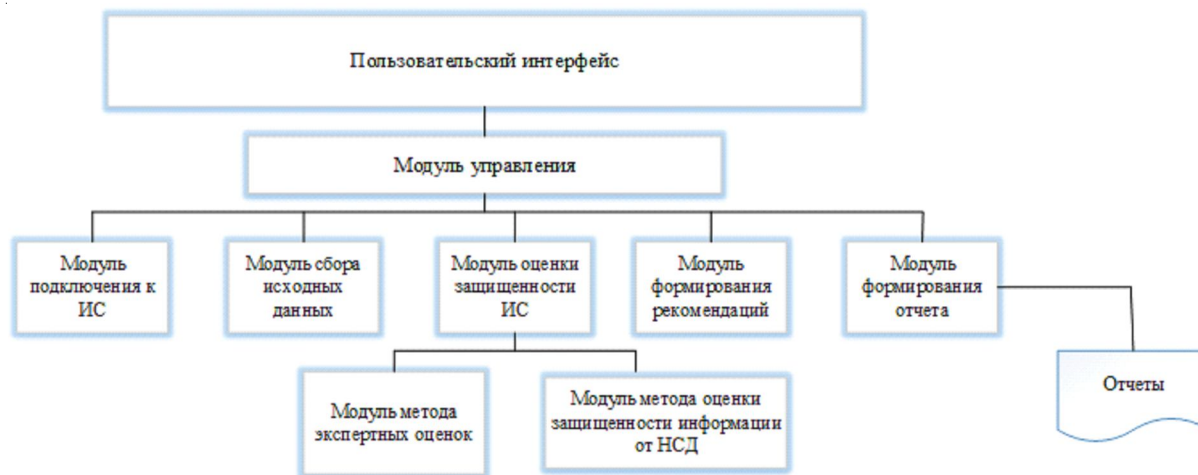 Пользовательский интерфейс
Модуль управления
Модуль
подключения к
ИС
Модуль сбора
исходных
данных
Модуль оценки
защищенности
ИС
Модуль
формирования
рекомендаций
Модуль
формирования
отчета
Отчеты
Модуль метода
экспертных оценок
Модуль метода оценки
защищенности информации
от НСД